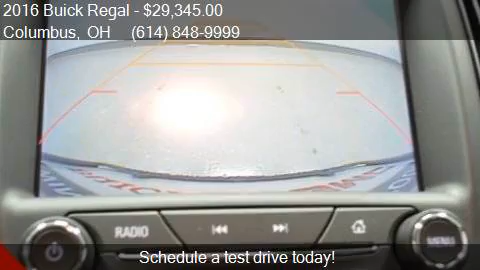 2016 Buick Regal - $29,345.00
Columbus, OH (614) 848-9999
RADIO
MENU
Schedule a test drive today!